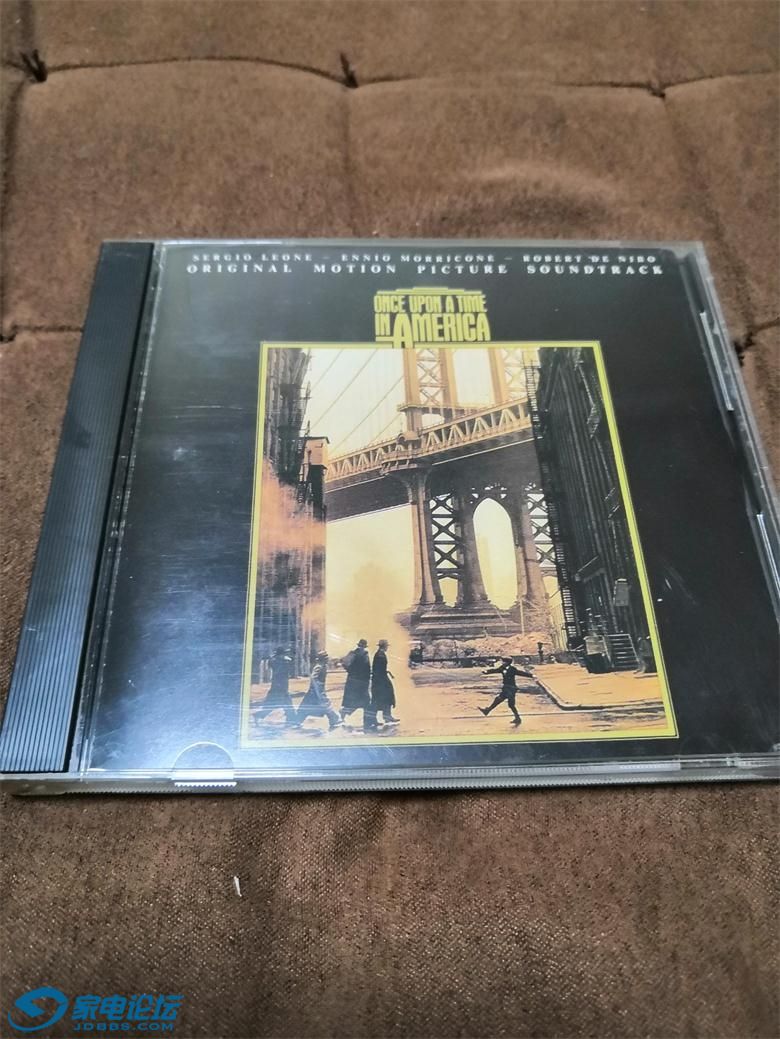 SERGIO LEONE – ENNIO MORRICONE – ROBERT DE NIRO
ORIGINAL MOTION PICTURE SOUNDTRACK
ONCE UPON A TIME
IN AMERICA
家电论坛
JDBBS.COM